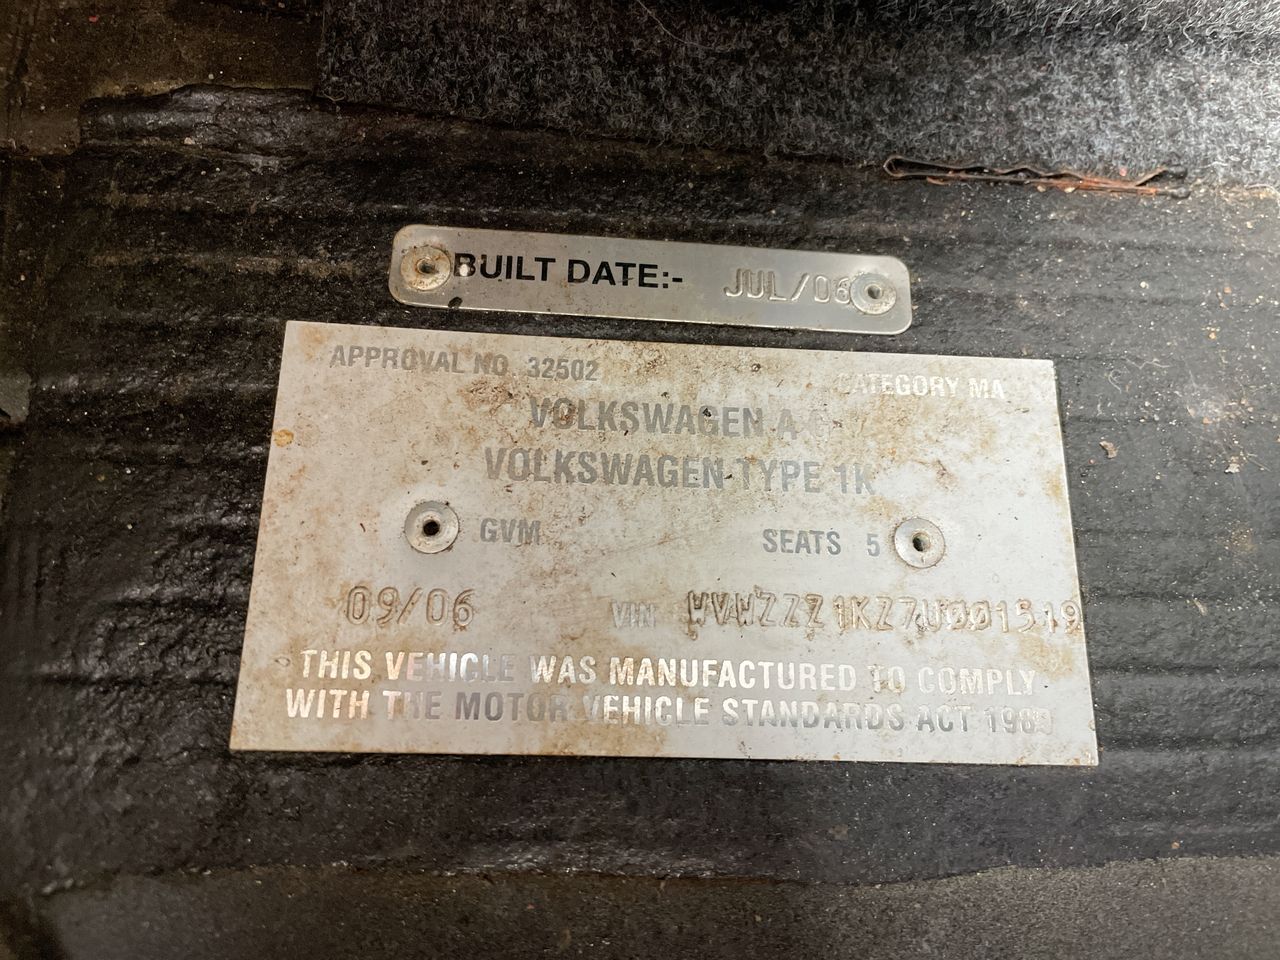 BUILT DATE:- JUL/06
APPROVAL NO. 32502 CATEGORY MA
VOLKSWAGEN A G
VOLKSWAGEN TYPE 1K
GVM SEATS 5
09/06 VIN WVWZZZ1KZ7U001519
THIS VEHICLE WAS MANUFACTURED TO COMPLY
WITH THE MOTOR VEHICLE STANDARDS ACT 1989